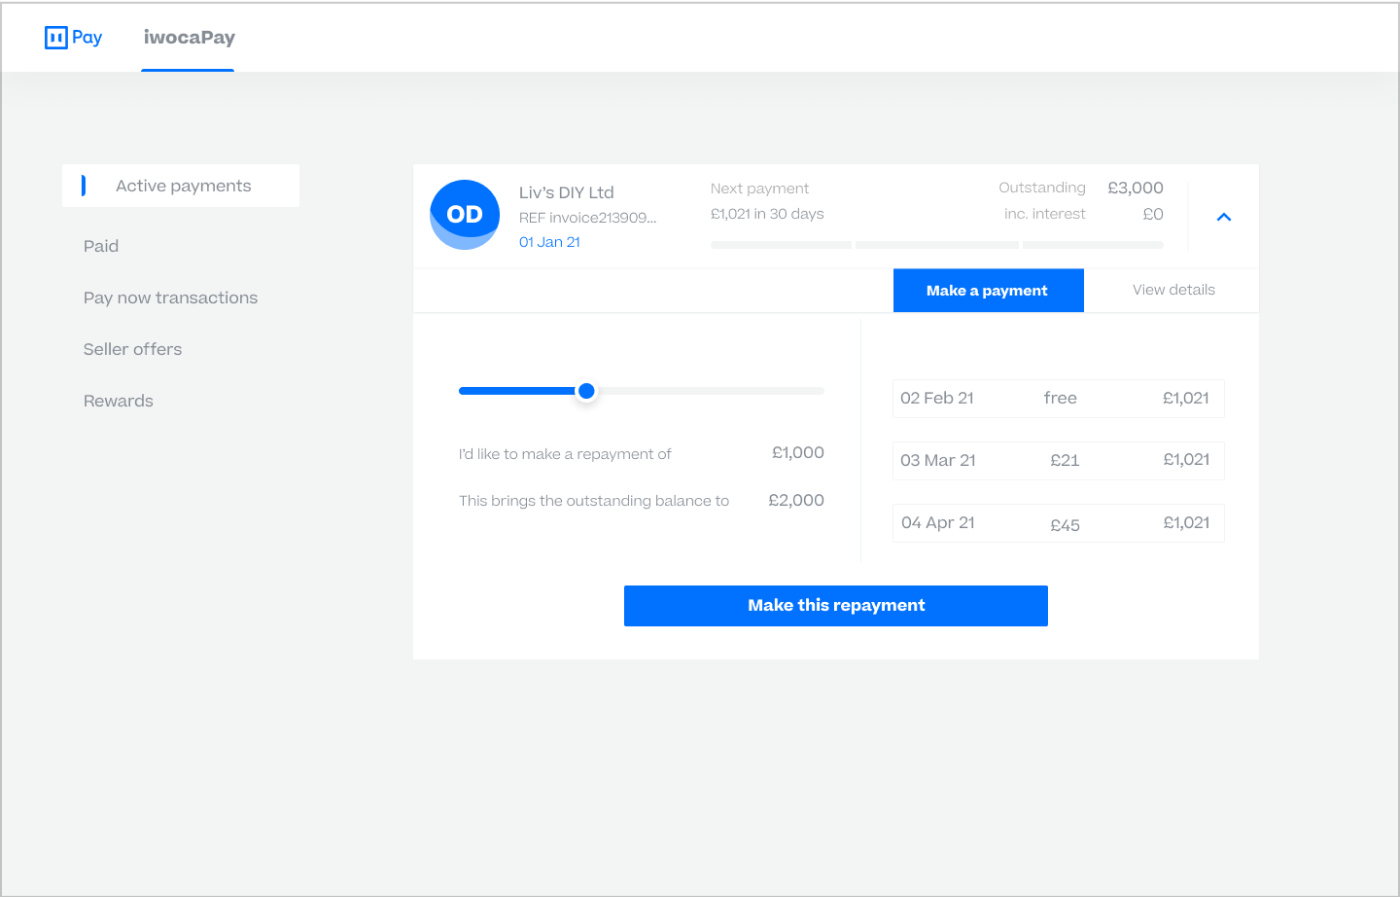 Pay
iwocaPay
Active payments
Paid
Pay now transactions
Seller offers
Rewards
OD
Liv's DIY Ltd
REF invoice213909...
01 Jan 21
Next payment
£1,021 in 30 days
Outstanding £3,000
inc. interest £0
Make a payment
View details
I'd like to make a repayment of £1,000
This brings the outstanding balance to £2,000
02 Feb 21 free £1,021
03 Mar 21 £21 £1,021
04 Apr 21 £45 £1,021
Make this repayment